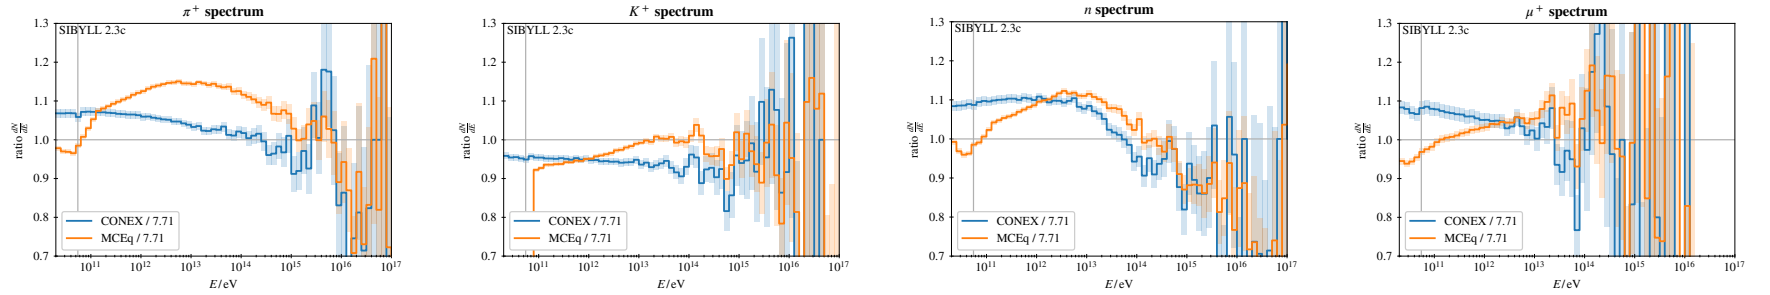 π⁺ spectrum
SIBYLL 2.3c
1.3
1.2
1.1
1.0
0.9
0.8
0.7
ratio dN/dE
CONEX / 7.71
MCEq / 7.71
10¹¹ 10¹² 10¹³ 10¹⁴ 10¹⁵ 10¹⁶ 10¹⁷
E/eV
K⁺ spectrum
SIBYLL 2.3c
1.3
1.2
1.1
1.0
0.9
0.8
0.7
ratio dN/dE
CONEX / 7.71
MCEq / 7.71
10¹¹ 10¹² 10¹³ 10¹⁴ 10¹⁵ 10¹⁶ 10¹⁷
E/eV
n spectrum
SIBYLL 2.3c
1.3
1.2
1.1
1.0
0.9
0.8
0.7
ratio dN/dE
CONEX / 7.71
MCEq / 7.71
10¹¹ 10¹² 10¹³ 10¹⁴ 10¹⁵ 10¹⁶ 10¹⁷
E/eV
μ⁺ spectrum
SIBYLL 2.3c
1.3
1.2
1.1
1.0
0.9
0.8
0.7
ratio dN/dE
CONEX / 7.71
MCEq / 7.71
10¹¹ 10¹² 10¹³ 10¹⁴ 10¹⁵ 10¹⁶ 10¹⁷
E/eV